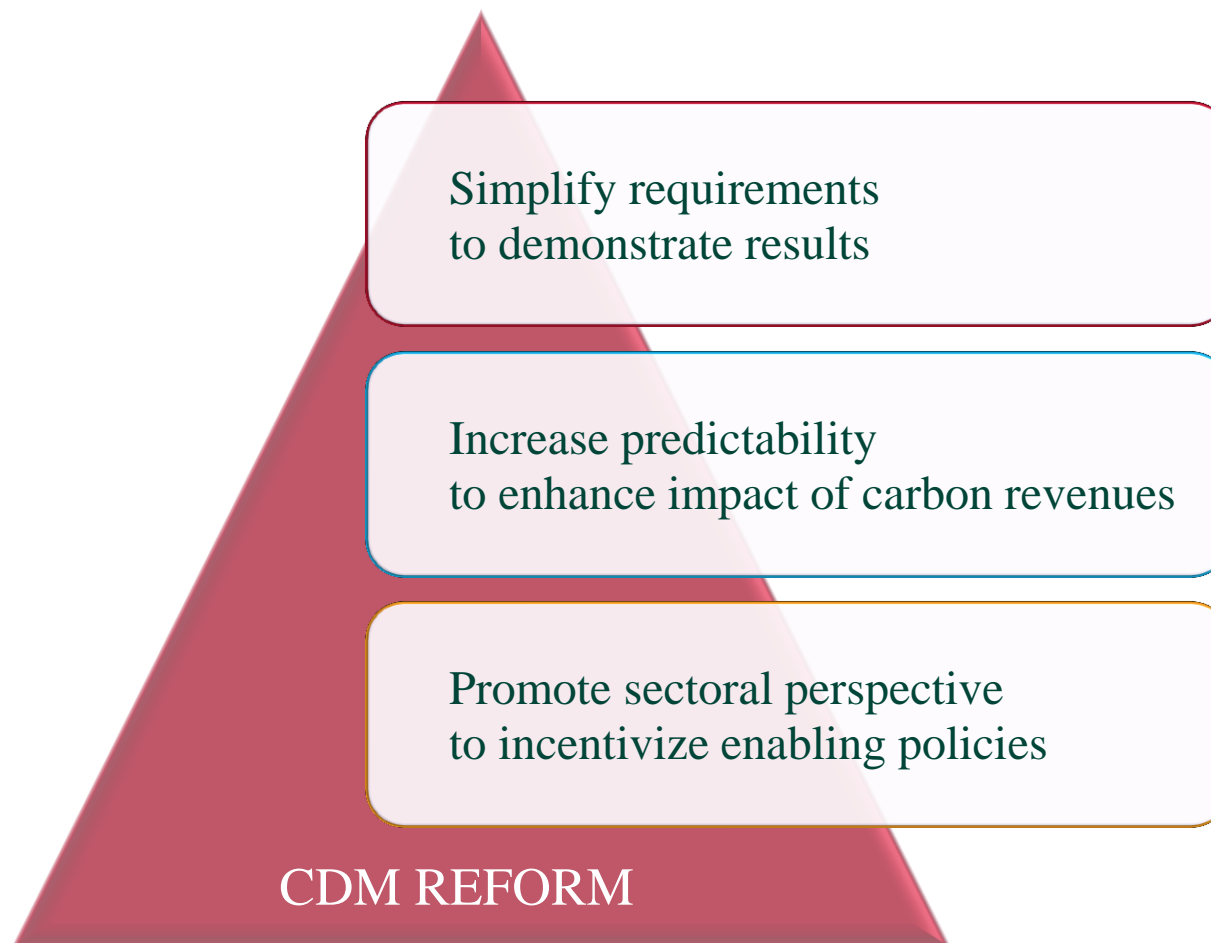 Simplify requirements
to demonstrate results
Increase predictability
to enhance impact of carbon revenues
Promote sectoral perspective
to incentivize enabling policies
CDM REFORM